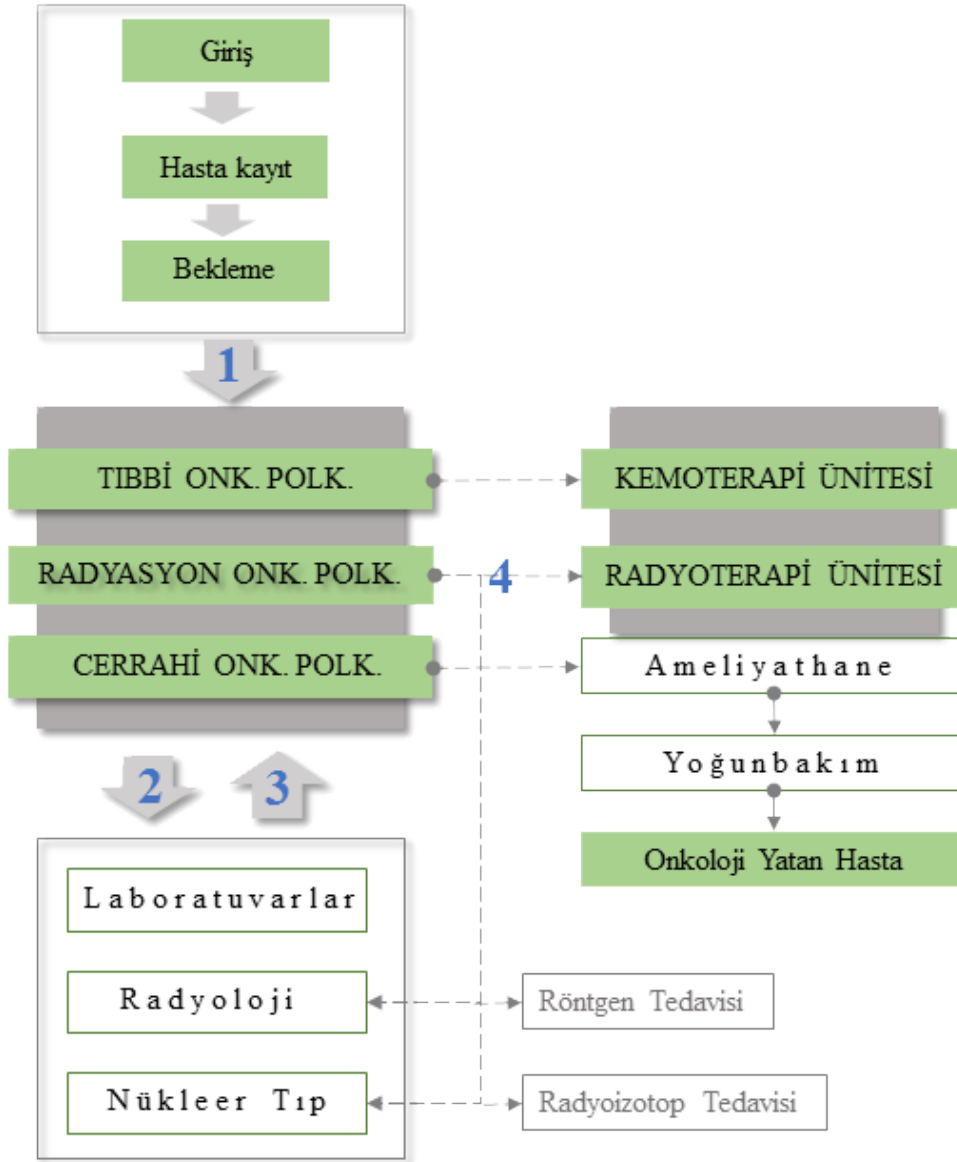 Giriş
Hasta kayıt
Bekleme
1
TIBBİ ONK. POLK.
KEMOTERAPİ ÜNİTESİ
RADYASYON ONK. POLK.
4
RADYOTERAPİ ÜNİTESİ
CERRAHİ ONK. POLK.
Ameliyathane
Yoğunbakım
2
3
Onkoloji Yatan Hasta
Laboratuvarlar
Radyoloji
Röntgen Tedavisi
Nükleer Tıp
Radyoizotop Tedavisi